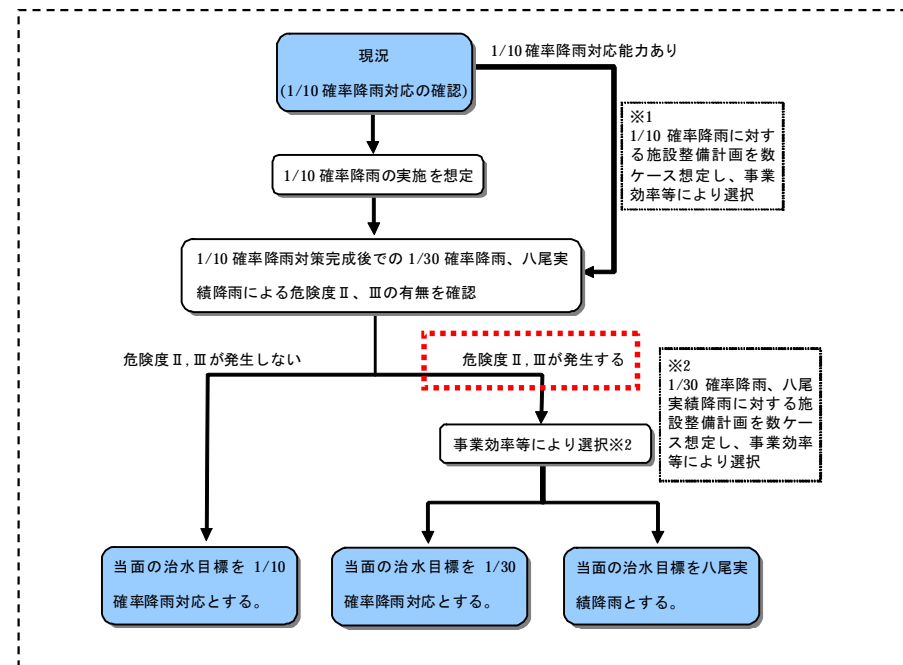 現況
(1/10 確率降雨対応の確認)
1/10 確率降雨対応能力あり
※1
1/10 確率降雨に対
する施設整備計画を数
ケース想定し、事業
効率等により選択
1/10 確率降雨の実施を想定
1/10 確率降雨対策完成後での 1/30 確率降雨、八尾実
績降雨による危険度Ⅱ、Ⅲの有無を確認
危険度Ⅱ,Ⅲが発生しない
危険度Ⅱ,Ⅲが発生する
※2
1/30 確率降雨、八尾
実績降雨に対する施
設整備計画を数ケー
ス想定し、事業効率
等により選択
事業効率等により選択※2
当面の治水目標を 1/10
確率降雨対応とする。
当面の治水目標を 1/30
確率降雨対応とする。
当面の治水目標を八尾実
績降雨とする。